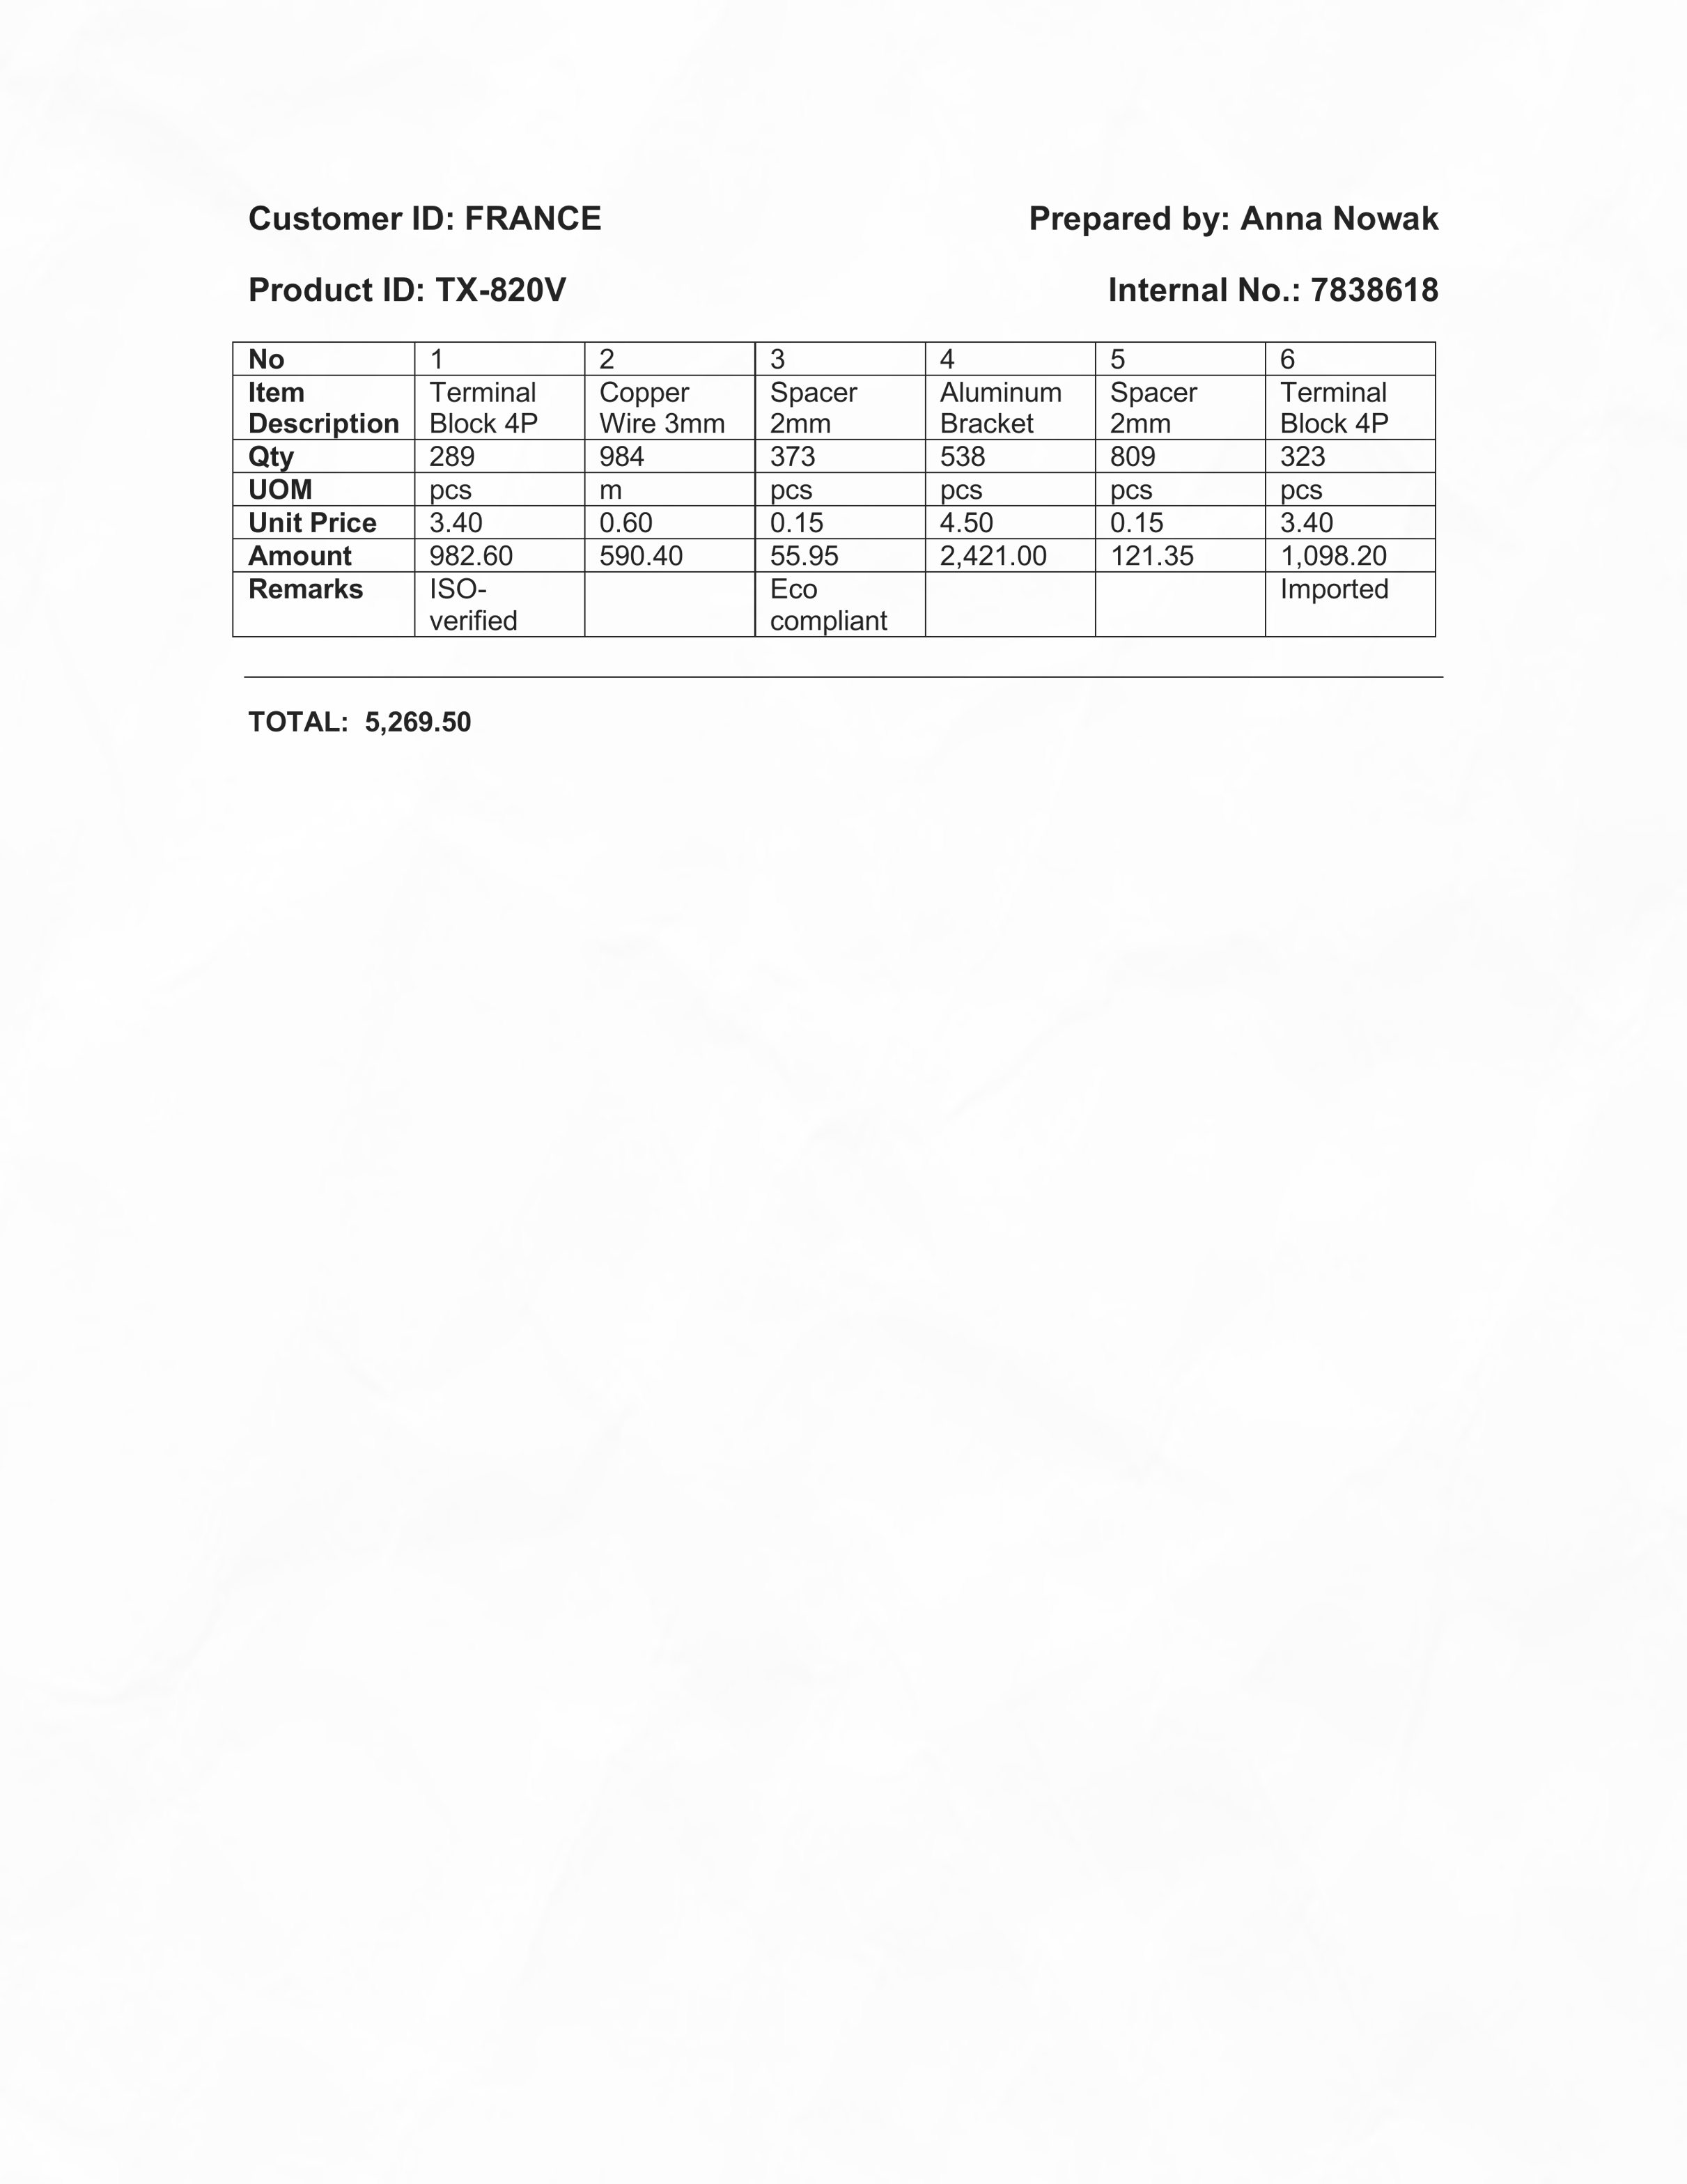 Customer ID: FRANCE Prepared by: Anna Nowak
Product ID: TX-820V Internal No.: 7838618
No 1 2 3 4 5 6
Item Terminal Copper Spacer Aluminum Spacer Terminal
Description Block 4P Wire 3mm 2mm Bracket 2mm Block 4P
Qty 289 984 373 538 809 323
UOM pcs m pcs pcs pcs pcs
Unit Price 3.40 0.60 0.15 4.50 0.15 3.40
Amount 982.60 590.40 55.95 2,421.00 121.35 1,098.20
Remarks ISO- Eco Imported
verified compliant
TOTAL: 5,269.50